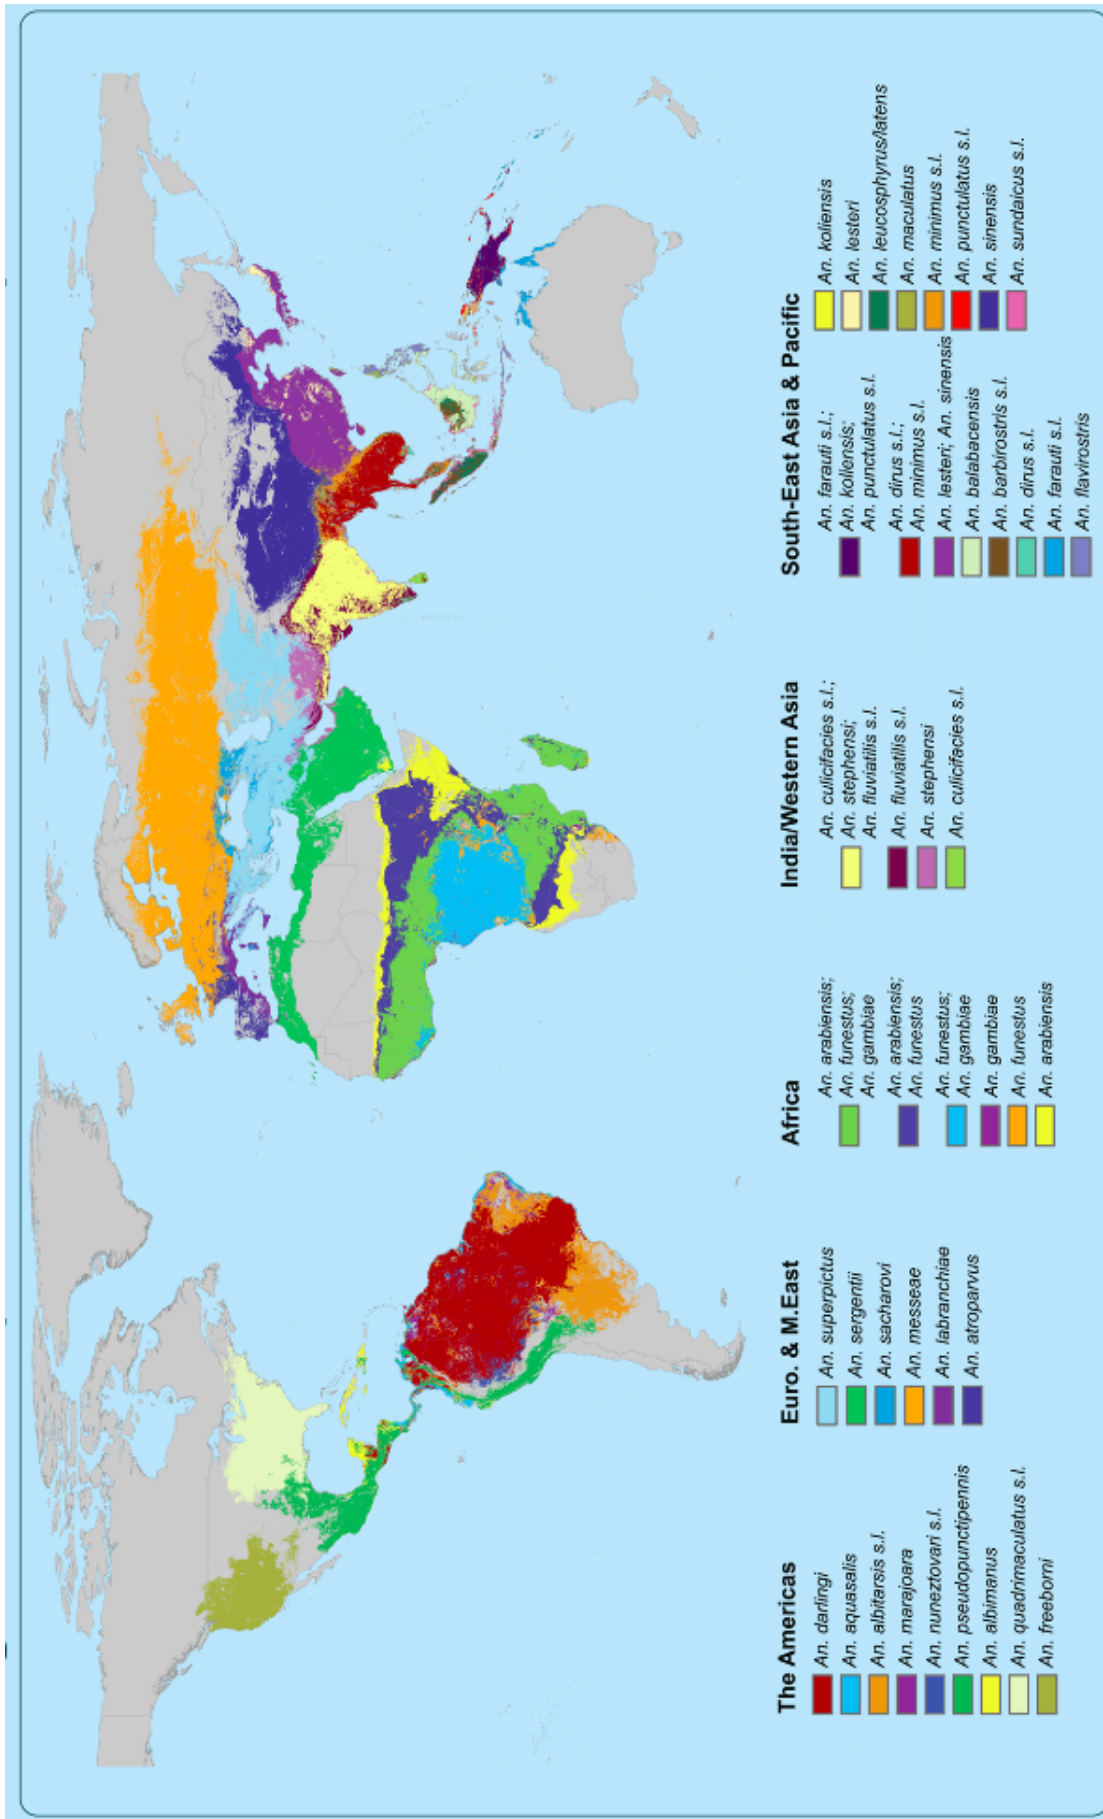 The Americas
An. darlingi
An. aquasalis
An. albitarsis s.l.
An. marajoara
An. nuneztovari s.l.
An. pseudopunctipennis
An. albimanus
An. quadrimaculatus s.l.
An. freeborni
Euro. & M.East
An. superpictus
An. sergentii
An. sacharovi
An. messeae
An. labranchiae
An. atroparvus
Africa
An. arabiensis;
An. funestus;
An. gambiae
An. arabiensis;
An. funestus
An. funestus;
An. gambiae
An. gambiae
An. funestus
An. arabiensis
India/Western Asia
An. culicifacies s.l.;
An. stephensi;
An. fluviatilis s.l.
An. fluviatilis s.l.
An. stephensi
An. culicifacies s.l.
South-East Asia & Pacific
An. farauti s.l.;
An. koliensis;
An. punctulatus s.l.
An. dirus s.l.;
An. minimus s.l.
An. lesteri; An. sinensis
An. balabacensis
An. barbirostris s.l.
An. dirus s.l.
An. farauti s.l.
An. flavirostris
An. koliensis
An. lesteri
An. leucosphyrus/latens
An. maculatus
An. minimus s.l.
An. punctulatus s.l.
An. sinensis
An. sundaicus s.l.